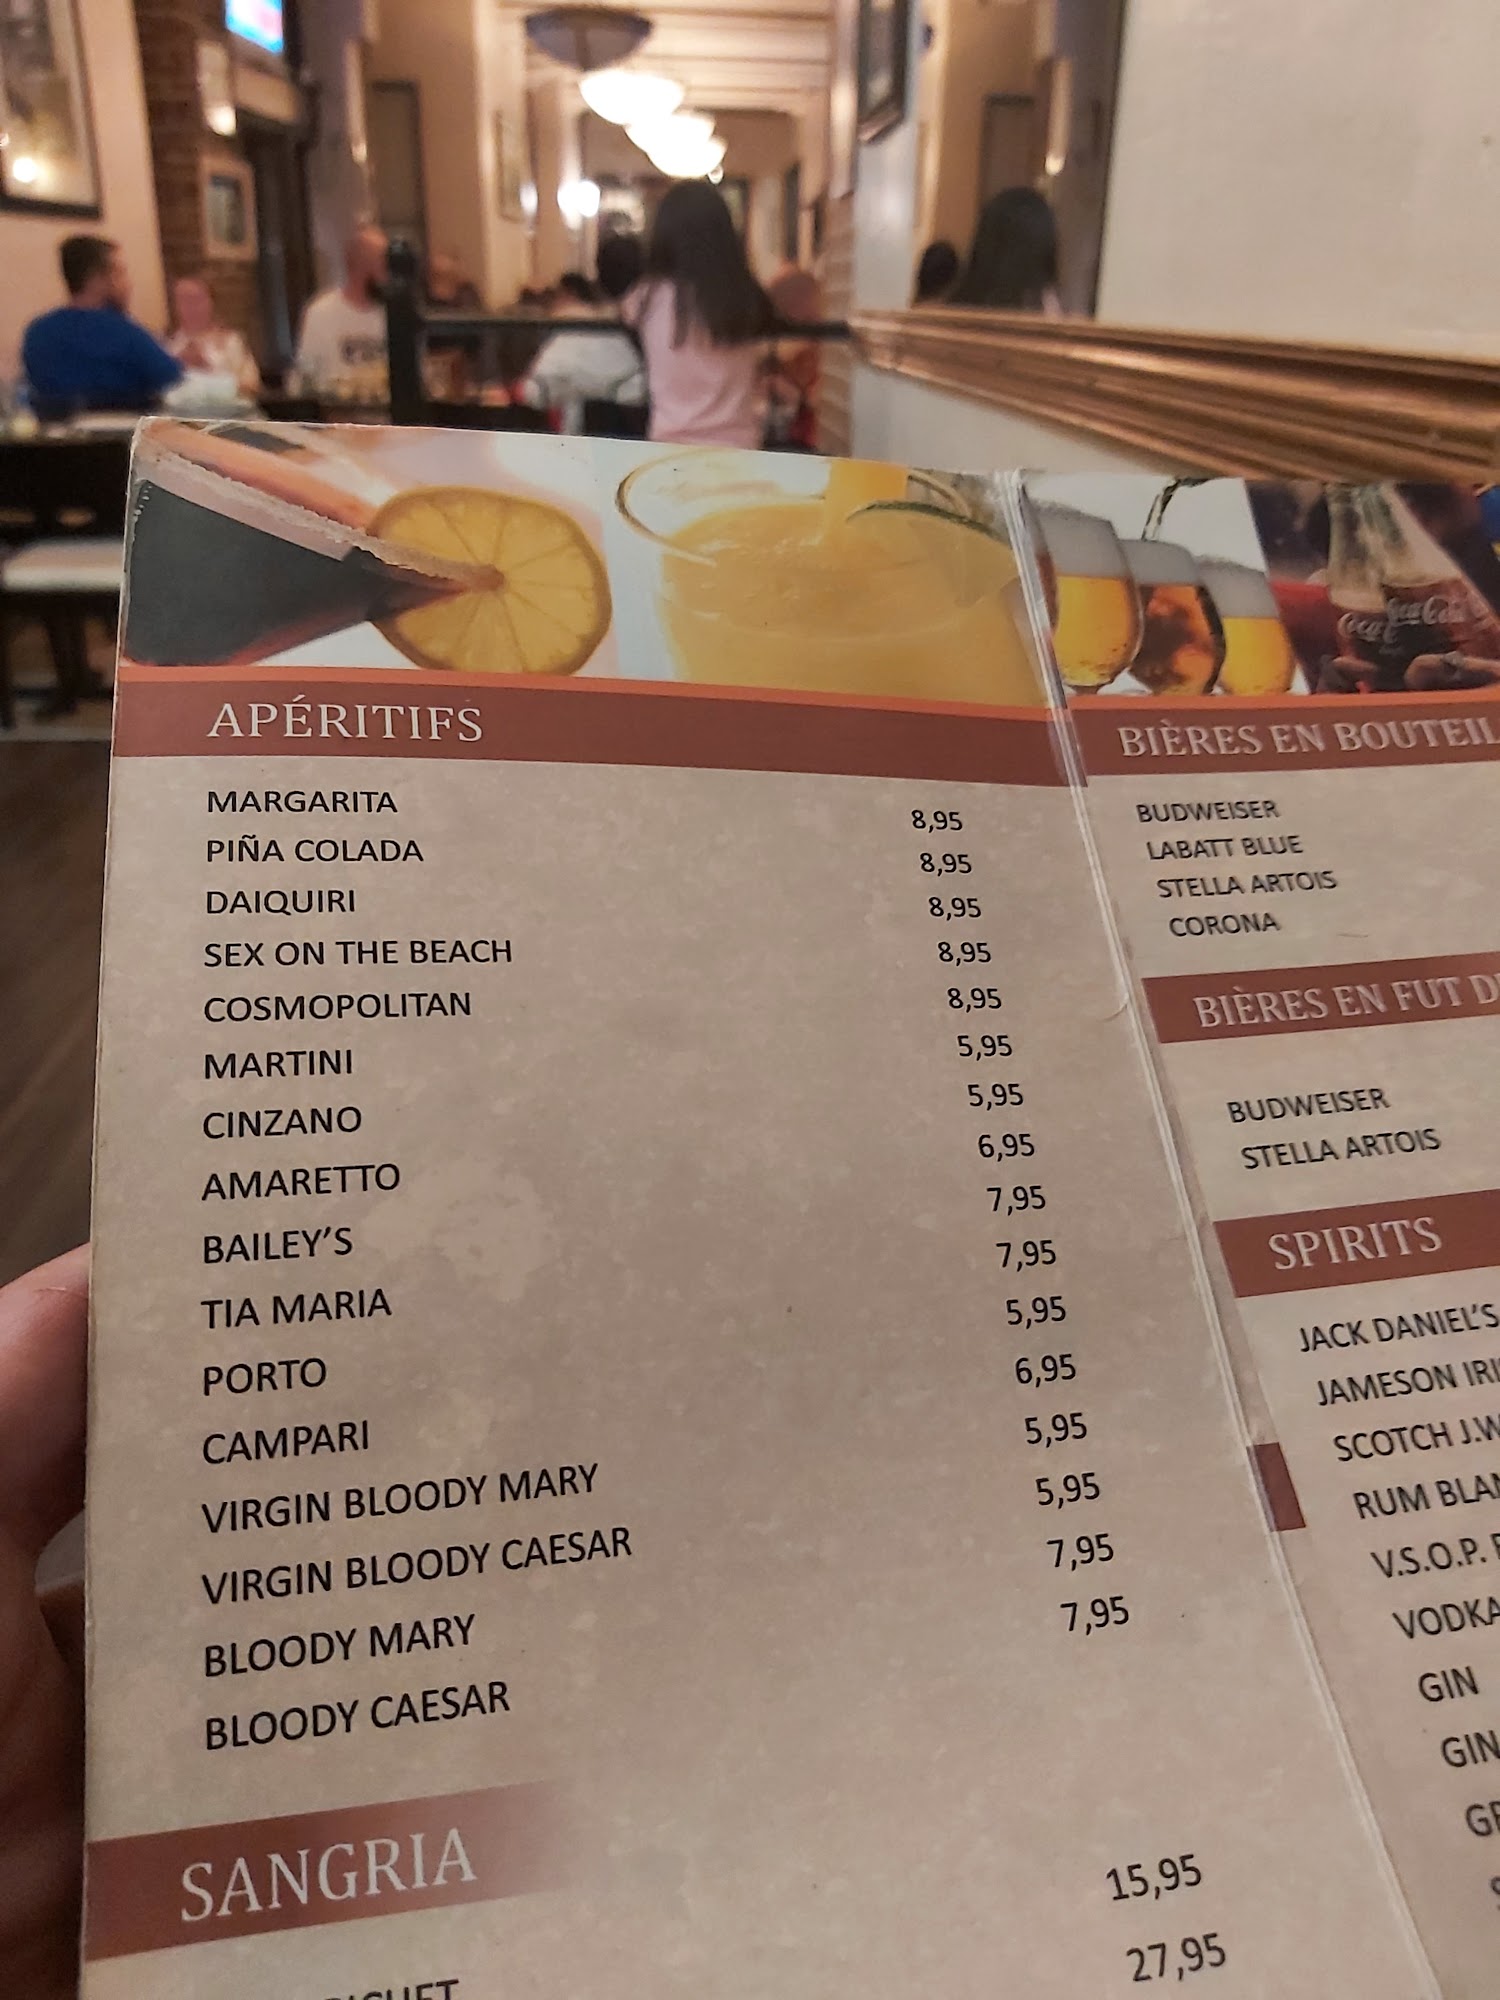 APÉRITIFS
MARGARITA 8,95
PIÑA COLADA 8,95
DAIQUIRI 8,95
SEX ON THE BEACH 8,95
COSMOPOLITAN 8,95
MARTINI 5,95
CINZANO 5,95
AMARETTO 6,95
BAILEY'S 7,95
TIA MARIA 7,95
PORTO 5,95
CAMPARI 6,95
VIRGIN BLOODY MARY 5,95
VIRGIN BLOODY CAESAR 5,95
BLOODY MARY 7,95
BLOODY CAESAR 7,95
SANGRIA
15,95
27,95
Coca-Cola
BIÈRES EN
BUDWEISER
LABATT BLUE
STELLA ARTOIS
CORONA
BIÈRES EN FUT
BUDWEISER
STELLA ARTOIS
SPIRITS
JACK DANIEL'S
JAMESON
SCOTCH
RUM
V.S.O.P.
VODKA
GIN
GIN